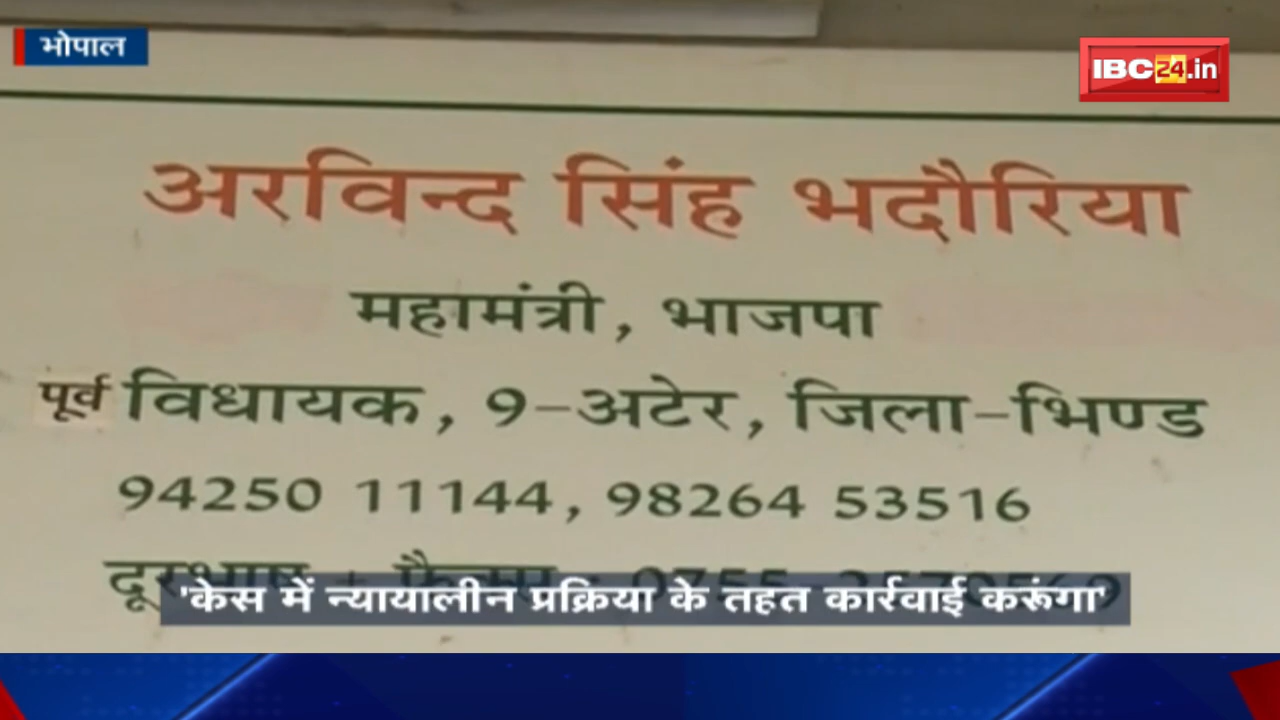 भोपाल
IBC24.in
अरविन्द सिंह भदौरिया
महामंत्री, भाजपा
पूर्व विधायक, 9-अटेर, जिला-भिण्ड
94250 11144, 98264 53516
'केस में न्यायालीन प्रक्रिया के तहत कार्रवाई करूंगा'